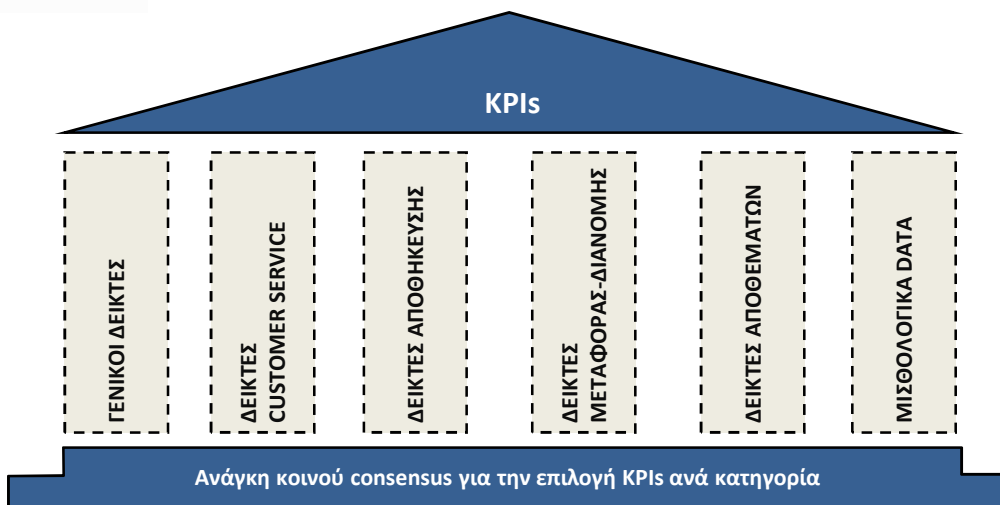 KPIs
ΓΕΝΙΚΟΙ ΔΕΙΚΤΕΣ
ΔΕΙΚΤΕΣ
CUSTOMER SERVICE
ΔΕΙΚΤΕΣ ΑΠΟΘΗΚΕΥΣΗΣ
ΔΕΙΚΤΕΣ
ΜΕΤΑΦΟΡΑΣ-ΔΙΑΝΟΜΗΣ
ΔΕΙΚΤΕΣ ΑΠΟΘΕΜΑΤΩΝ
ΜΙΣΘΟΛΟΓΙΚΑ DATA
Ανάγκη κοινού consensus για την επιλογή KPIs ανά κατηγορία